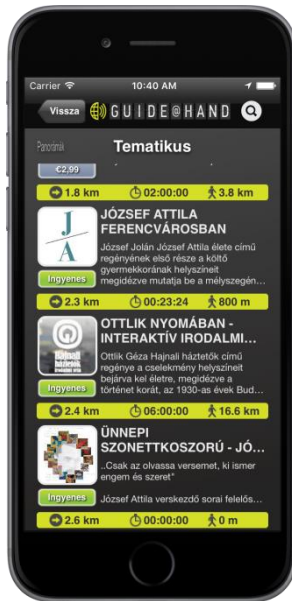 Carrier 10:40 AM
Vissza GUIDE@HAND
Panorámák Tematikus
€2,99
1.8 km 02:00:00 3.8 km
J
A
JÓZSEF ATTILA
FERENCVÁROSBAN
József Jolán József Attila élete című
regényének első része a költő
gyermekkorának helyszíneit
megidézve mutatja be a mélyszegén...
Ingyenes
2.3 km 00:23:24 800 m
OTTLIK NYOMÁBAN -
INTERAKTÍV IRODALMI...
Hajnali
háztetők
Ottlik Géza Hajnali háztetők című
regénye a cselekmény helyszíneit
bejárva kel életre, megidézve a
történet korát, az 1930-as évek Bud...
Ingyenes
2.4 km 06:00:00 16.6 km
ÜNNEPI
SZONETTKOSZORÚ - JÓ...
..Csak az olvassa versemet, ki ismer
engem és szeret"
József Attila verskezdő sorai felelős...
Ingyenes
2.6 km 00:00:00 0 m